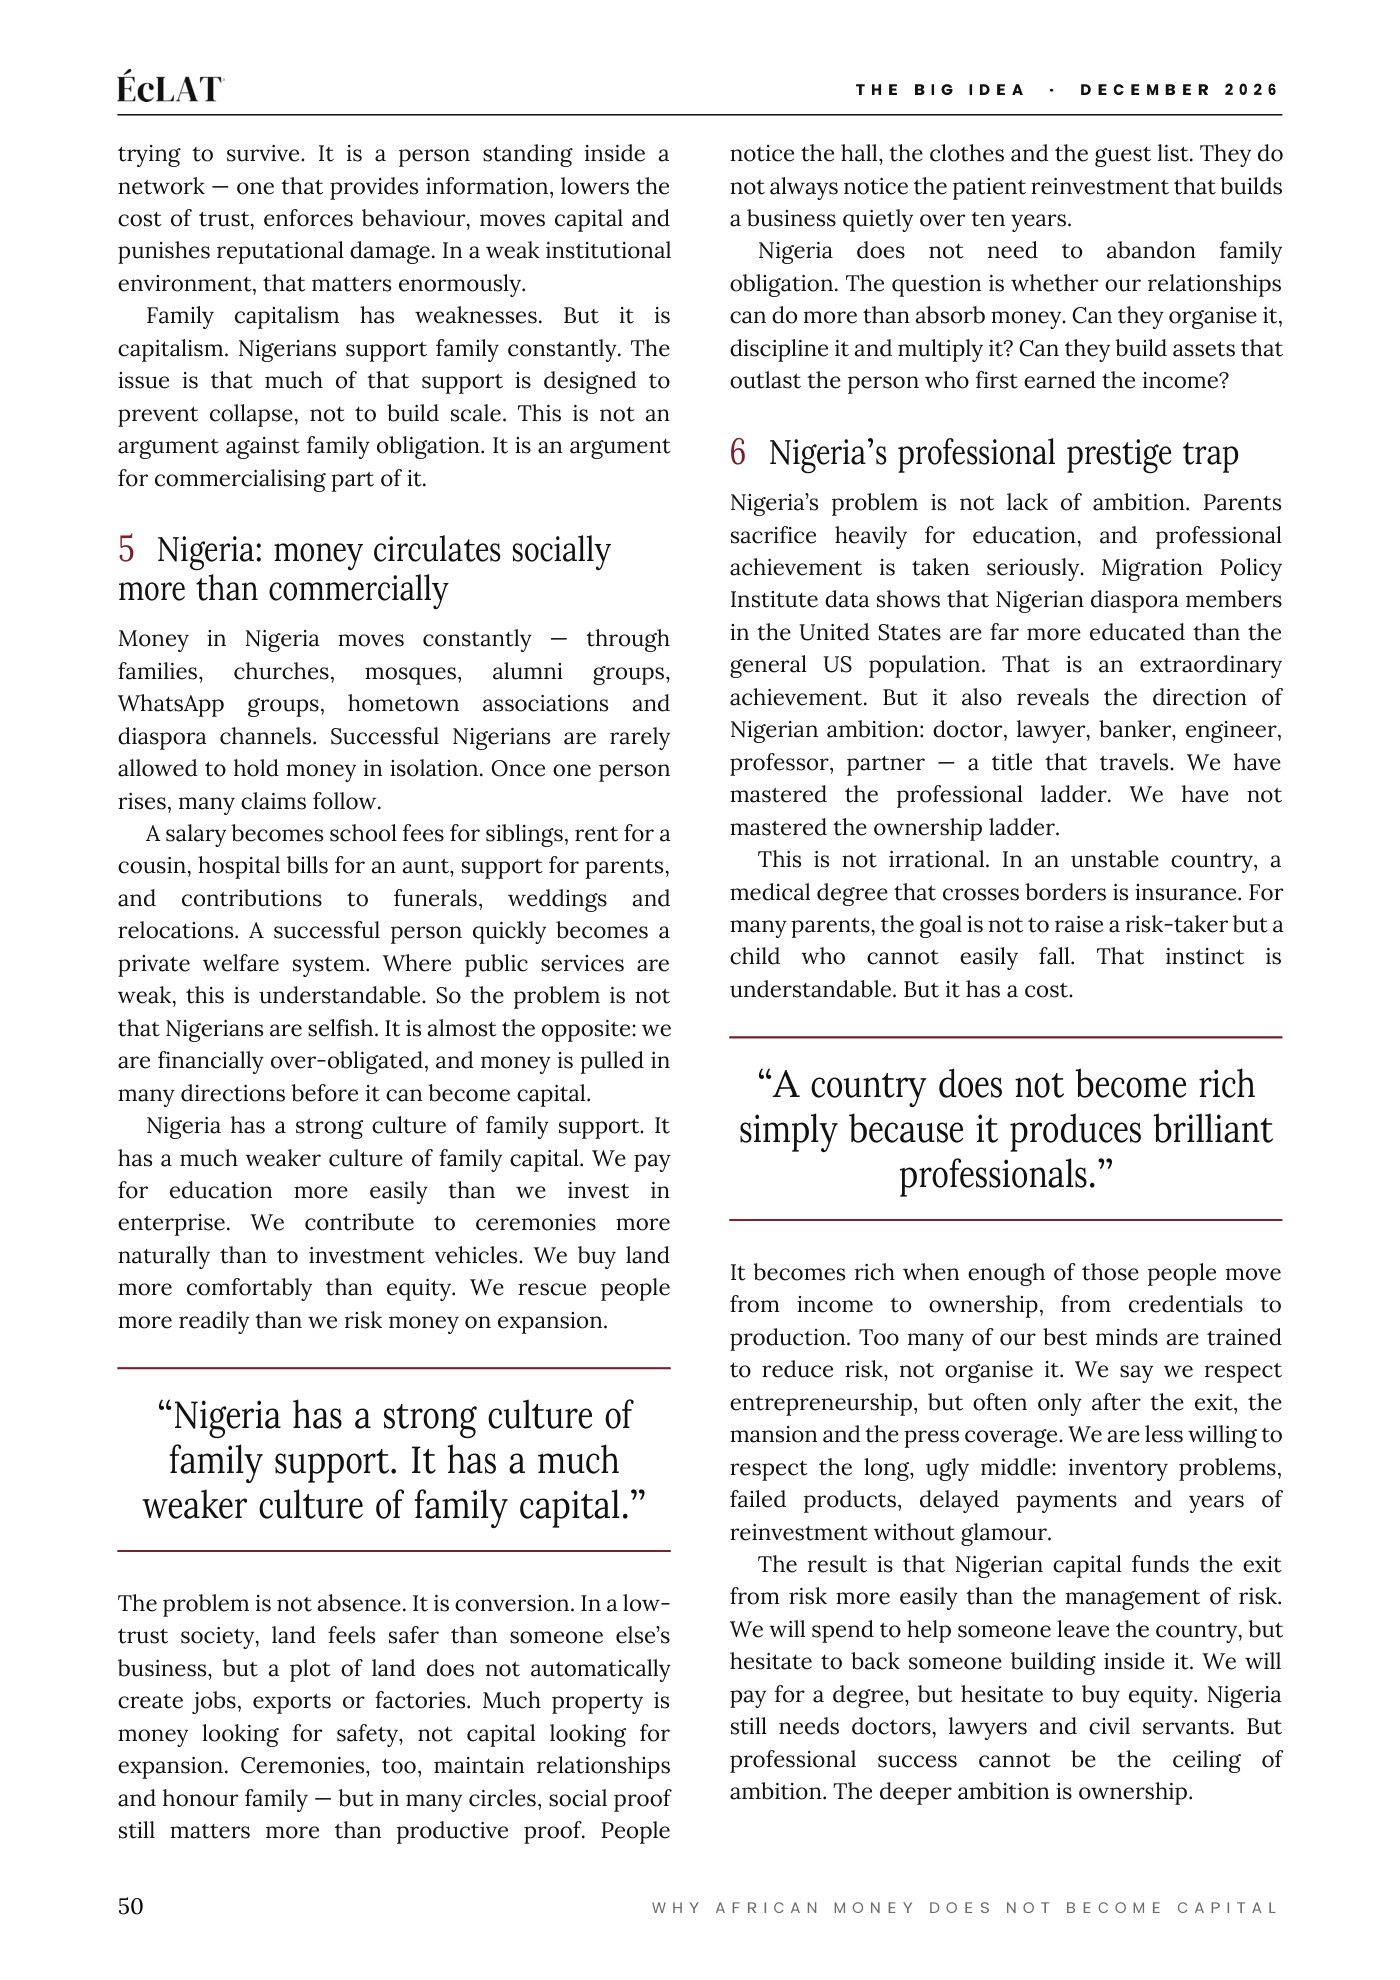 ÉcLAT
THE BIG IDEA · DECEMBER 2026
trying to survive. It is a person standing inside a
network — one that provides information, lowers the
cost of trust, enforces behaviour, moves capital and
punishes reputational damage. In a weak institutional
environment, that matters enormously.
Family capitalism has weaknesses. But it is
capitalism. Nigerians support family constantly. The
issue is that much of that support is designed to
prevent collapse, not to build scale. This is not an
argument against family obligation. It is an argument
for commercialising part of it.
5 Nigeria: money circulates socially
more than commercially
Money in Nigeria moves constantly — through
families, churches, mosques, alumni groups,
WhatsApp groups, hometown associations and
diaspora channels. Successful Nigerians are rarely
allowed to hold money in isolation. Once one person
rises, many claims follow.
A salary becomes school fees for siblings, rent for a
cousin, hospital bills for an aunt, support for parents,
and contributions to funerals, weddings and
relocations. A successful person quickly becomes a
private welfare system. Where public services are
weak, this is understandable. So the problem is not
that Nigerians are selfish. It is almost the opposite: we
are financially over-obligated, and money is pulled in
many directions before it can become capital.
Nigeria has a strong culture of family support. It
has a much weaker culture of family capital. We pay
for education more easily than we invest in
enterprise. We contribute to ceremonies more
naturally than to investment vehicles. We buy land
more comfortably than equity. We rescue people
more readily than we risk money on expansion.
“Nigeria has a strong culture of
family support. It has a much
weaker culture of family capital.”
The problem is not absence. It is conversion. In a low-
trust society, land feels safer than someone else’s
business, but a plot of land does not automatically
create jobs, exports or factories. Much property is
money looking for safety, not capital looking for
expansion. Ceremonies, too, maintain relationships
and honour family — but in many circles, social proof
still matters more than productive proof. People
notice the hall, the clothes and the guest list. They do
not always notice the patient reinvestment that builds
a business quietly over ten years.
Nigeria does not need to abandon family
obligation. The question is whether our relationships
can do more than absorb money. Can they organise it,
discipline it and multiply it? Can they build assets that
outlast the person who first earned the income?
6 Nigeria’s professional prestige trap
Nigeria’s problem is not lack of ambition. Parents
sacrifice heavily for education, and professional
achievement is taken seriously. Migration Policy
Institute data shows that Nigerian diaspora members
in the United States are far more educated than the
general US population. That is an extraordinary
achievement. But it also reveals the direction of
Nigerian ambition: doctor, lawyer, banker, engineer,
professor, partner — a title that travels. We have
mastered the professional ladder. We have not
mastered the ownership ladder.
This is not irrational. In an unstable country, a
medical degree that crosses borders is insurance. For
many parents, the goal is not to raise a risk-taker but a
child who cannot easily fall. That instinct is
understandable. But it has a cost.
“A country does not become rich
simply because it produces brilliant
professionals.”
It becomes rich when enough of those people move
from income to ownership, from credentials to
production. Too many of our best minds are trained
to reduce risk, not organise it. We say we respect
entrepreneurship, but often only after the exit, the
mansion and the press coverage. We are less willing to
respect the long, ugly middle: inventory problems,
failed products, delayed payments and years of
reinvestment without glamour.
The result is that Nigerian capital funds the exit
from risk more easily than the management of risk.
We will spend to help someone leave the country, but
hesitate to back someone building inside it. We will
pay for a degree, but hesitate to buy equity. Nigeria
still needs doctors, lawyers and civil servants. But
professional success cannot be the ceiling of
ambition. The deeper ambition is ownership.
50
WHY AFRICAN MONEY DOES NOT BECOME CAPITAL